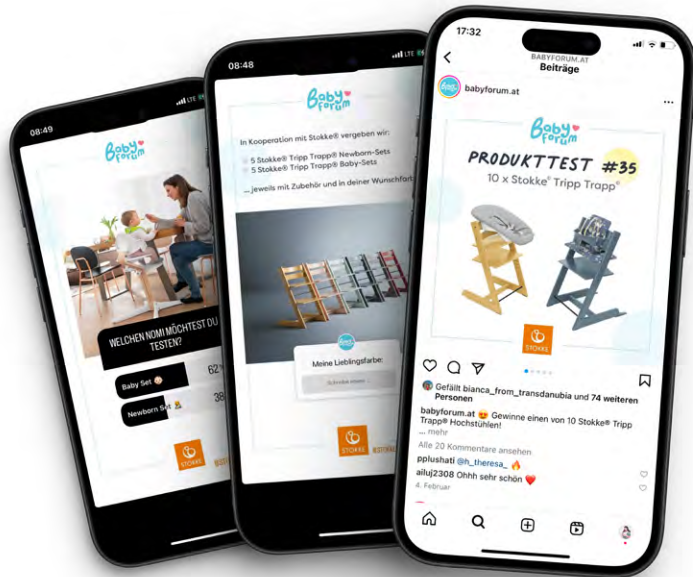 08:49
LTE
Baby
Forum
WELCHEN NOMI MÖCHTEST DU
TESTEN?
Baby Set
62
Newborn Set
38
STOKKE
08:48
LTE
Baby
Forum
In Kooperation mit Stokke® vergeben wir:
5 Stokke® Tripp Trapp® Newborn-Sets
5 Stokke® Tripp Trapp® Baby-Sets
... jeweils mit Zubehör und in deiner Wunschfarb
Meine Lieblingsfarbe:
STOKKE
17:32
BABYFORUM.AT
Beiträge
babyforum.at
Baby
Forum
PRODUKTTEST #35
10 x Stokke® Tripp Trapp®
STOKKE
Gefällt bianca_from_transdanubia und 74 weiteren
Personen
babyforum.at 😍 Gewinne einen von 10 Stokke® Tripp
Trapp® Hochstühlen!
... mehr
Alle 20 Kommentare ansehen
pplushati @h_theresa_ 🔥
ailuj2308 Ohhh sehr schön ❤️
4. Februar